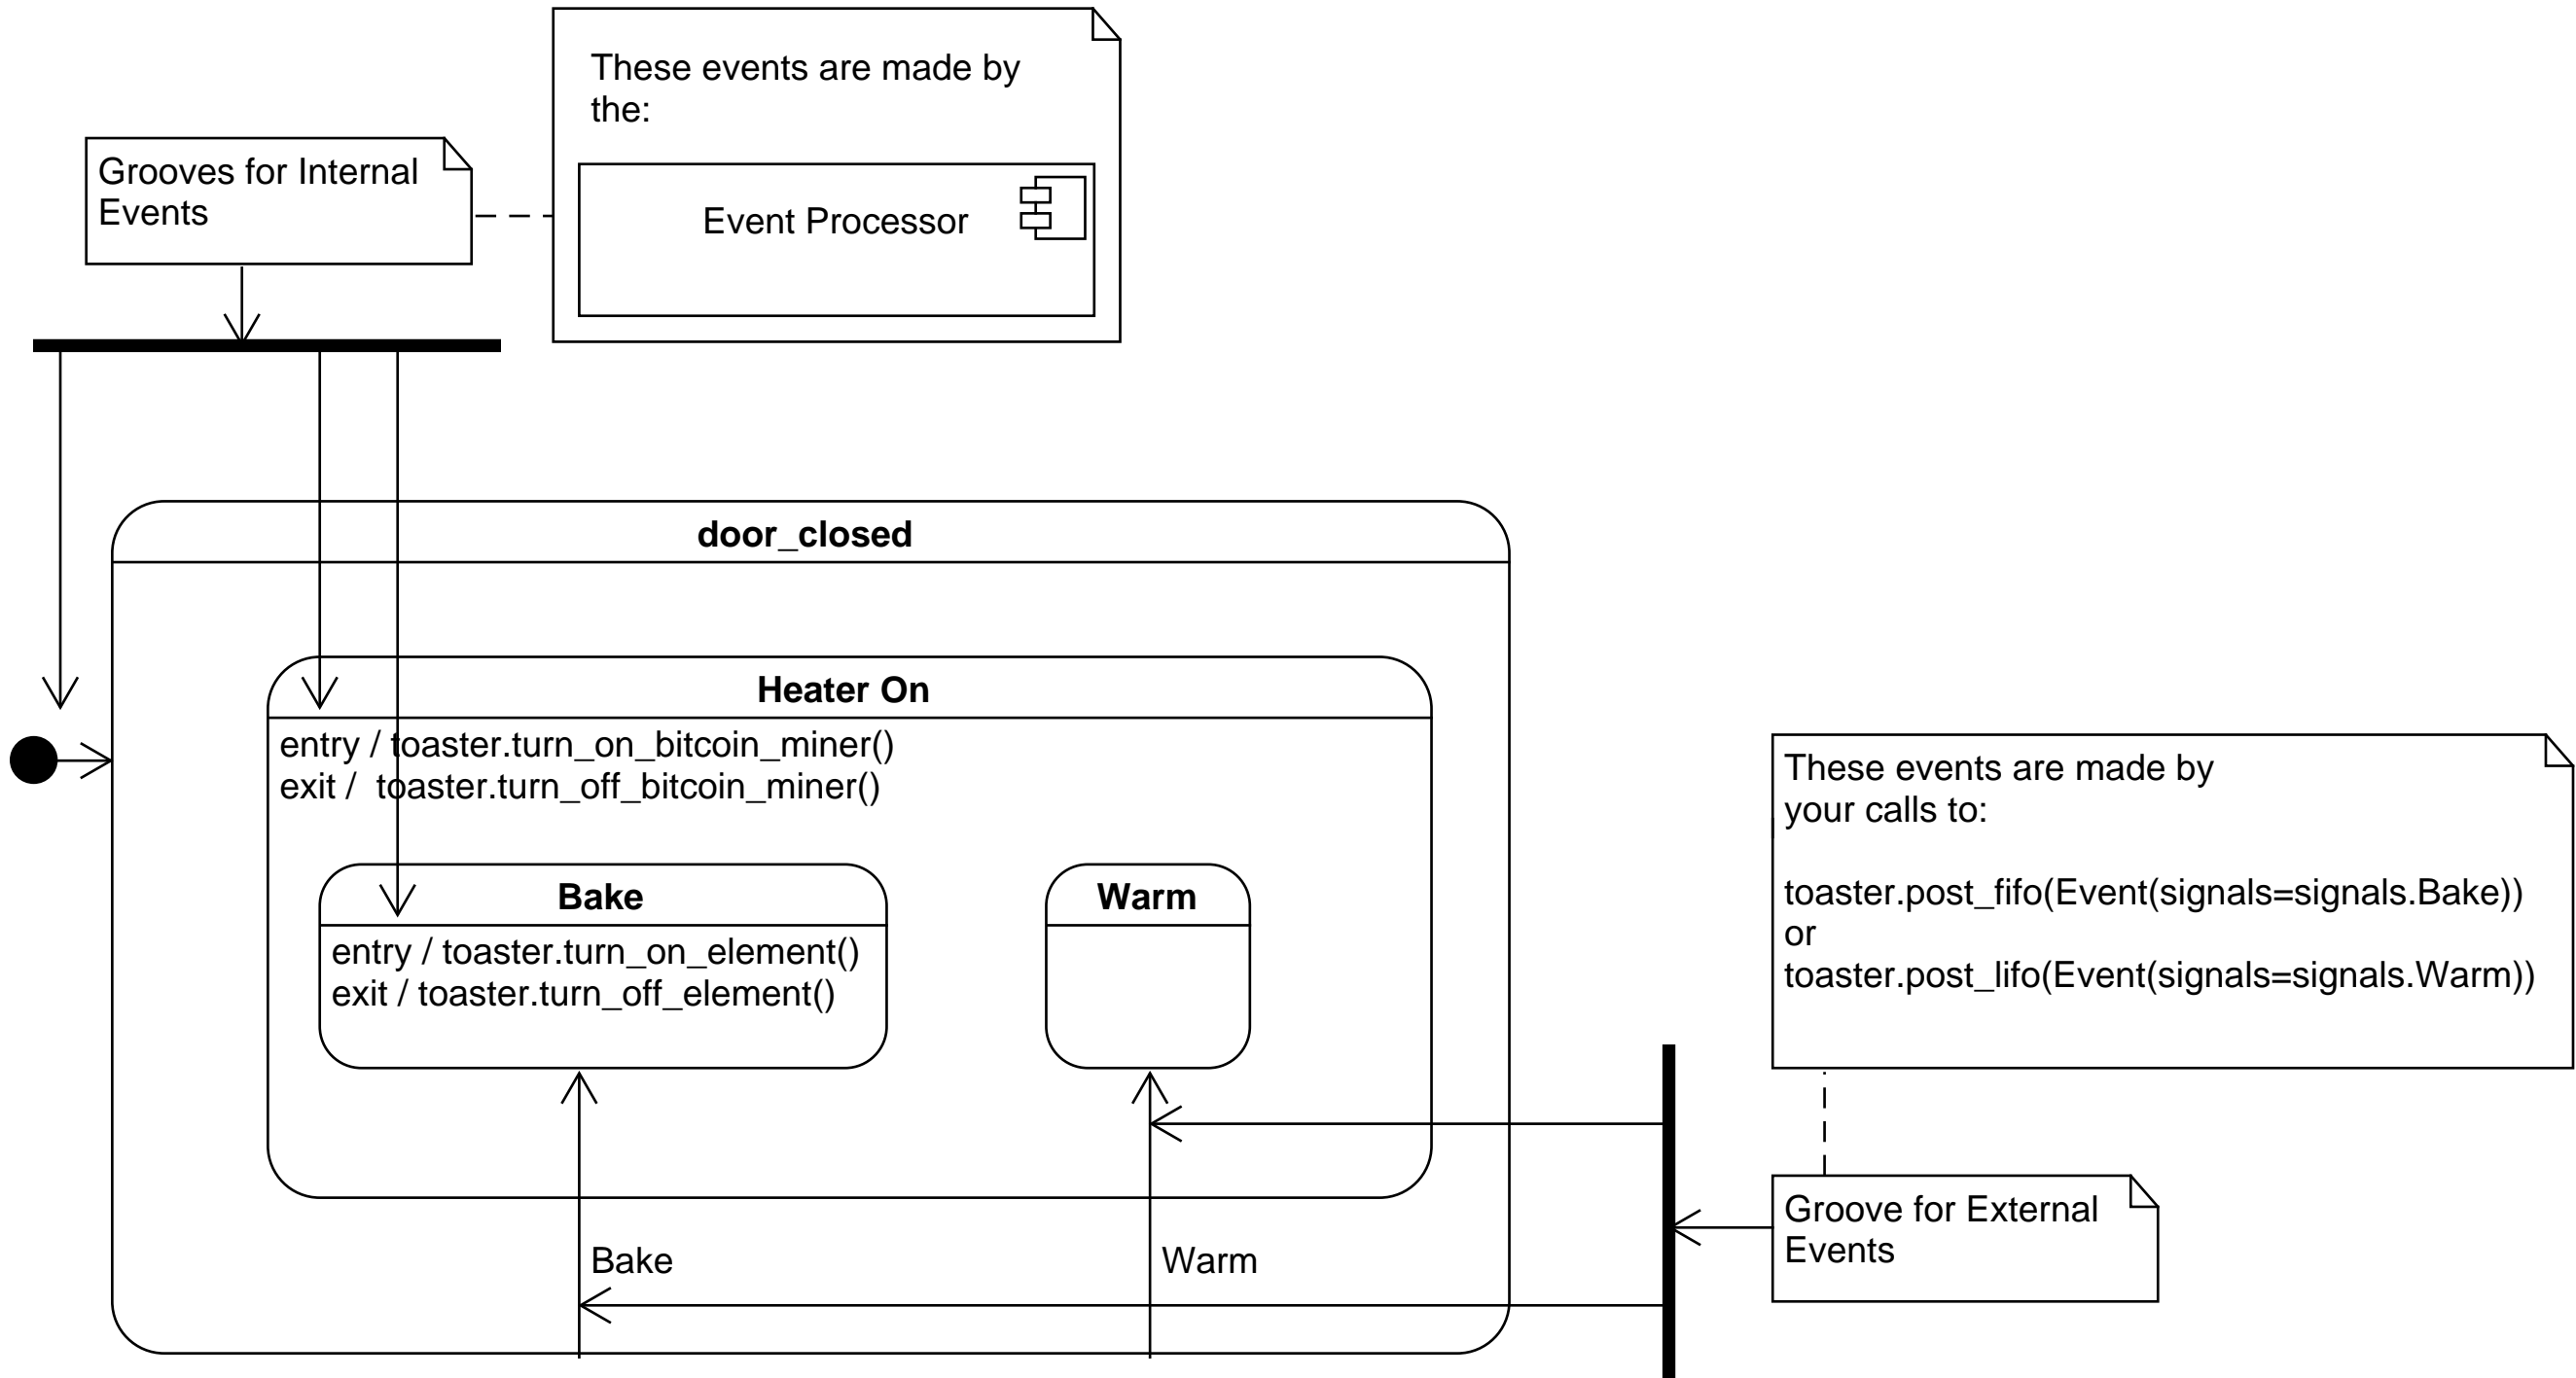 These events are made by
the:
Grooves for Internal
Events
Event Processor
door_closed
Heater On
entry / toaster.turn_on_bitcoin_miner()
exit /  toaster.turn_off_bitcoin_miner()
These events are made by
your calls to:
toaster.post_fifo(Event(signals=signals.Bake))
or
toaster.post_lifo(Event(signals=signals.Warm))
Bake
entry / toaster.turn_on_element()
exit / toaster.turn_off_element()
Warm
Groove for External
Events
Bake
Warm